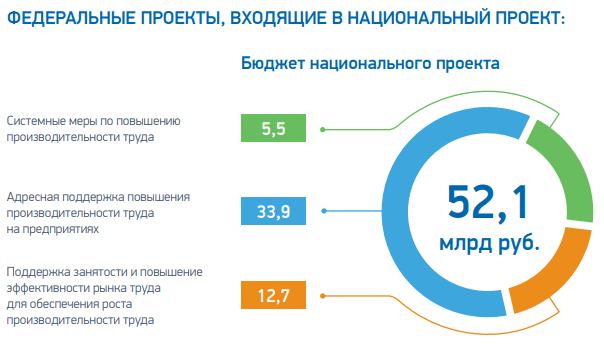 ФЕДЕРАЛЬНЫЕ ПРОЕКТЫ, ВХОДЯЩИЕ В НАЦИОНАЛЬНЫЙ ПРОЕКТ:
Бюджет национального проекта
Системные меры по повышению
производительности труда
5,5
Адресная поддержка повышения
производительности труда
на предприятиях
33,9
Поддержка занятости и повышение
эффективности рынка труда
для обеспечения роста
производительности труда
12,7
52,1
млрд руб.